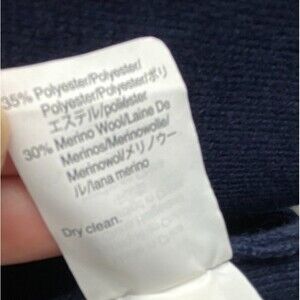 35% Polyester/Polyester/
Polyester/Polyester/ポリ
エステル/poliéster
30% Merino Wool/Laine De
Merinos/Merinowolle/
Merinowol/メリノウー
ル/lana merino
Dry clean.